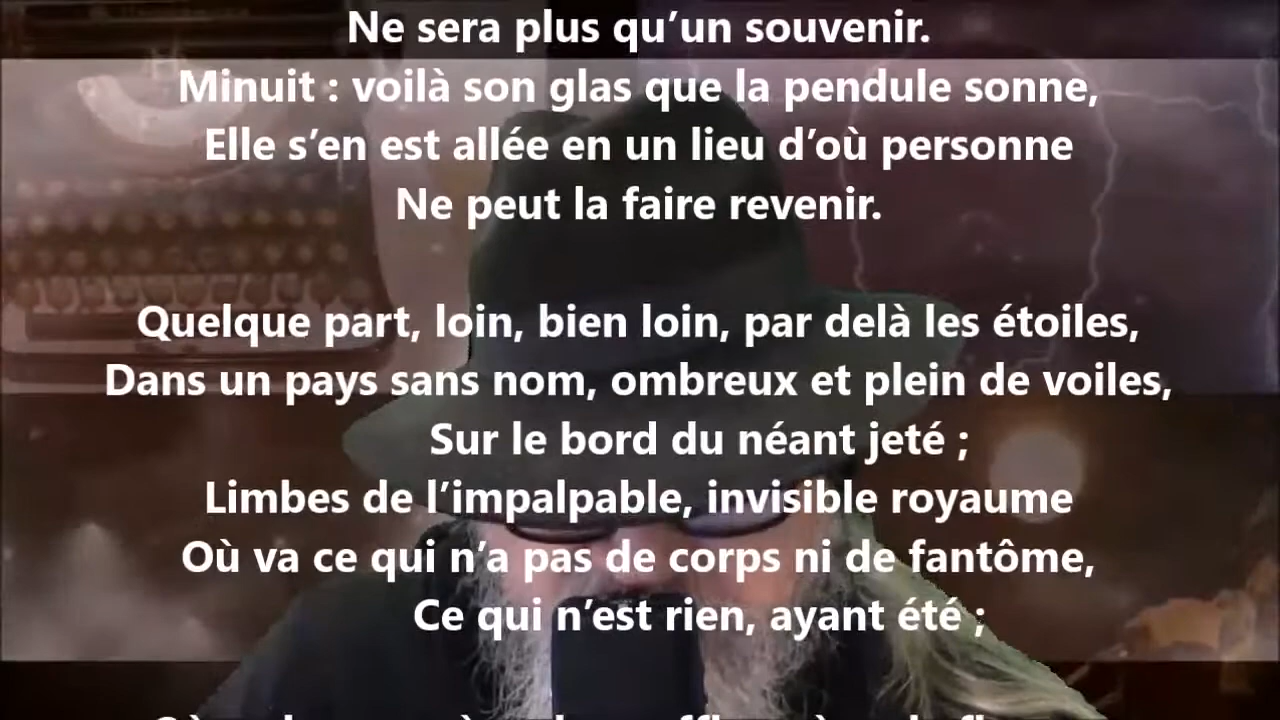 Ne sera plus qu’un souvenir.
Minuit : voilà son glas que la pendule sonne,
Elle s’en est allée en un lieu d’où personne
Ne peut la faire revenir.
Quelque part, loin, bien loin, par delà les étoiles,
Dans un pays sans nom, ombreux et plein de voiles,
Sur le bord du néant jeté ;
Limbes de l’impalpable, invisible royaume
Où va ce qui n’a pas de corps ni de fantôme,
Ce qui n’est rien, ayant été ;